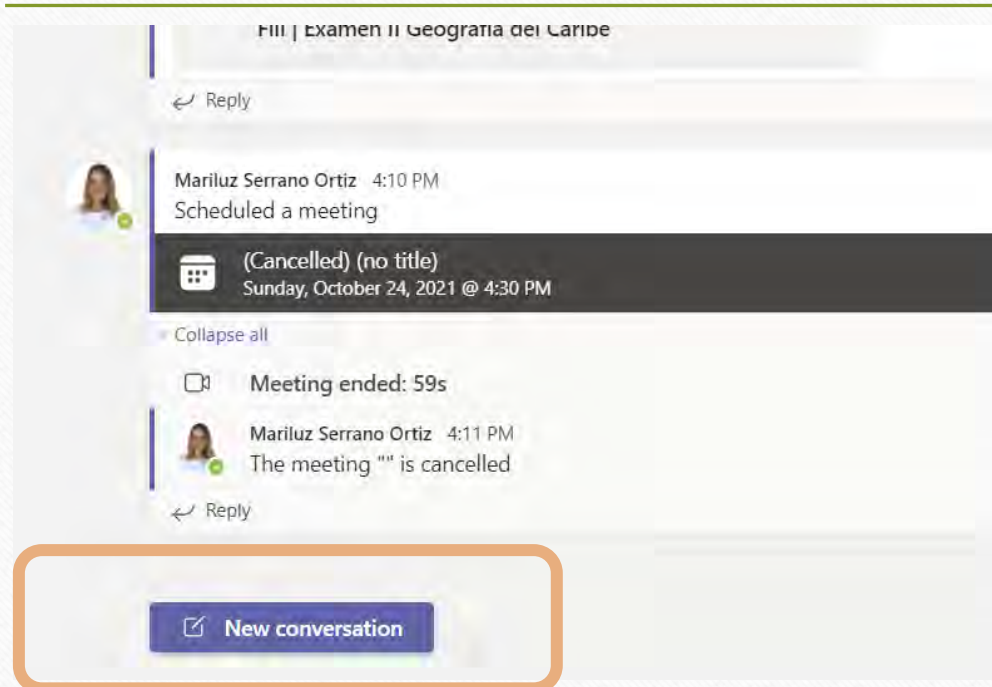 Fill | Examen II Geografía del Caribe
Reply
Mariluz Serrano Ortiz 4:10 PM
Scheduled a meeting
(Cancelled) (no title)
Sunday, October 24, 2021 @ 4:30 PM
Collapse all
Meeting ended: 59s
Mariluz Serrano Ortiz 4:11 PM
The meeting "" is cancelled
Reply
New conversation